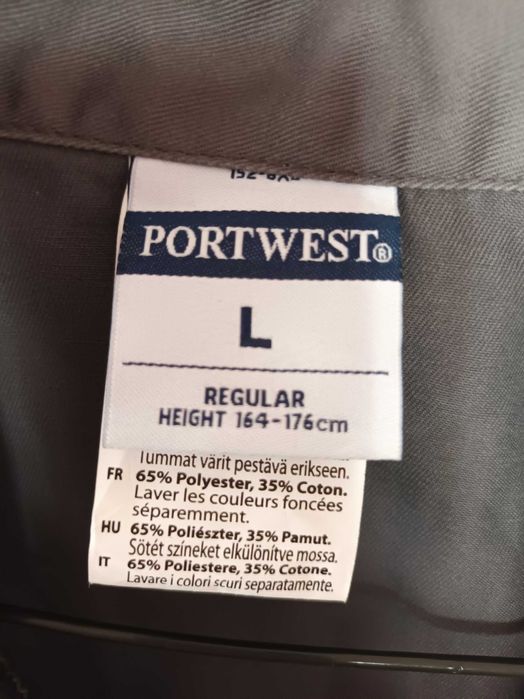 PORTWEST®
L
REGULAR
HEIGHT 164-176cm
Tummat värit pestävä erikseen.
FR 65% Polyester, 35% Coton.
Laver les couleurs foncées
séparemment.
HU 65% Poliészter, 35% Pamut.
Sötét színeket elkülönítve mossa.
IT 65% Poliestere, 35% Cotone.
Lavare i colori scuri separatamente.